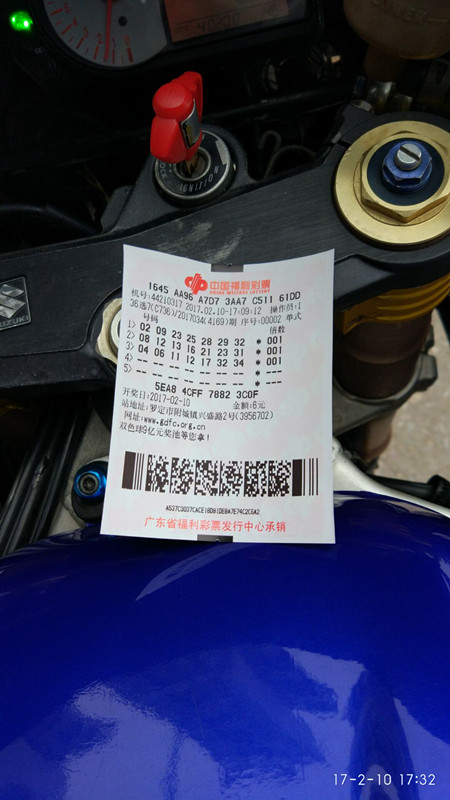 中国福利彩票
CHINA WELFARE LOTTERY
1645 AA96 A7D7 3AA7 C511 61DD
机号:44210317 2017.02.10-17:09:12 操作员:1
36选7(C736)/2017034(4169)期 序号:00002 单式
号码 倍数
1> 02 09 23 25 28 29 32 * 001
2> 08 12 13 16 21 23 31 * 001
3> 04 06 11 12 17 32 34 * 001
4> -- -- -- -- -- -- -- * ---
5> -- -- -- -- -- -- -- * ---
5EA8 4CFF 7882 3C0F
开奖日:2017-02-10 金额:6元
站地址:罗定市附城镇兴盛路2号(3956702)
网址:www.gdfc.org.cn
双色球9亿元奖池等您拿!
广东省福利彩票发行中心承销
SUZUKI
17-2-10 17:32